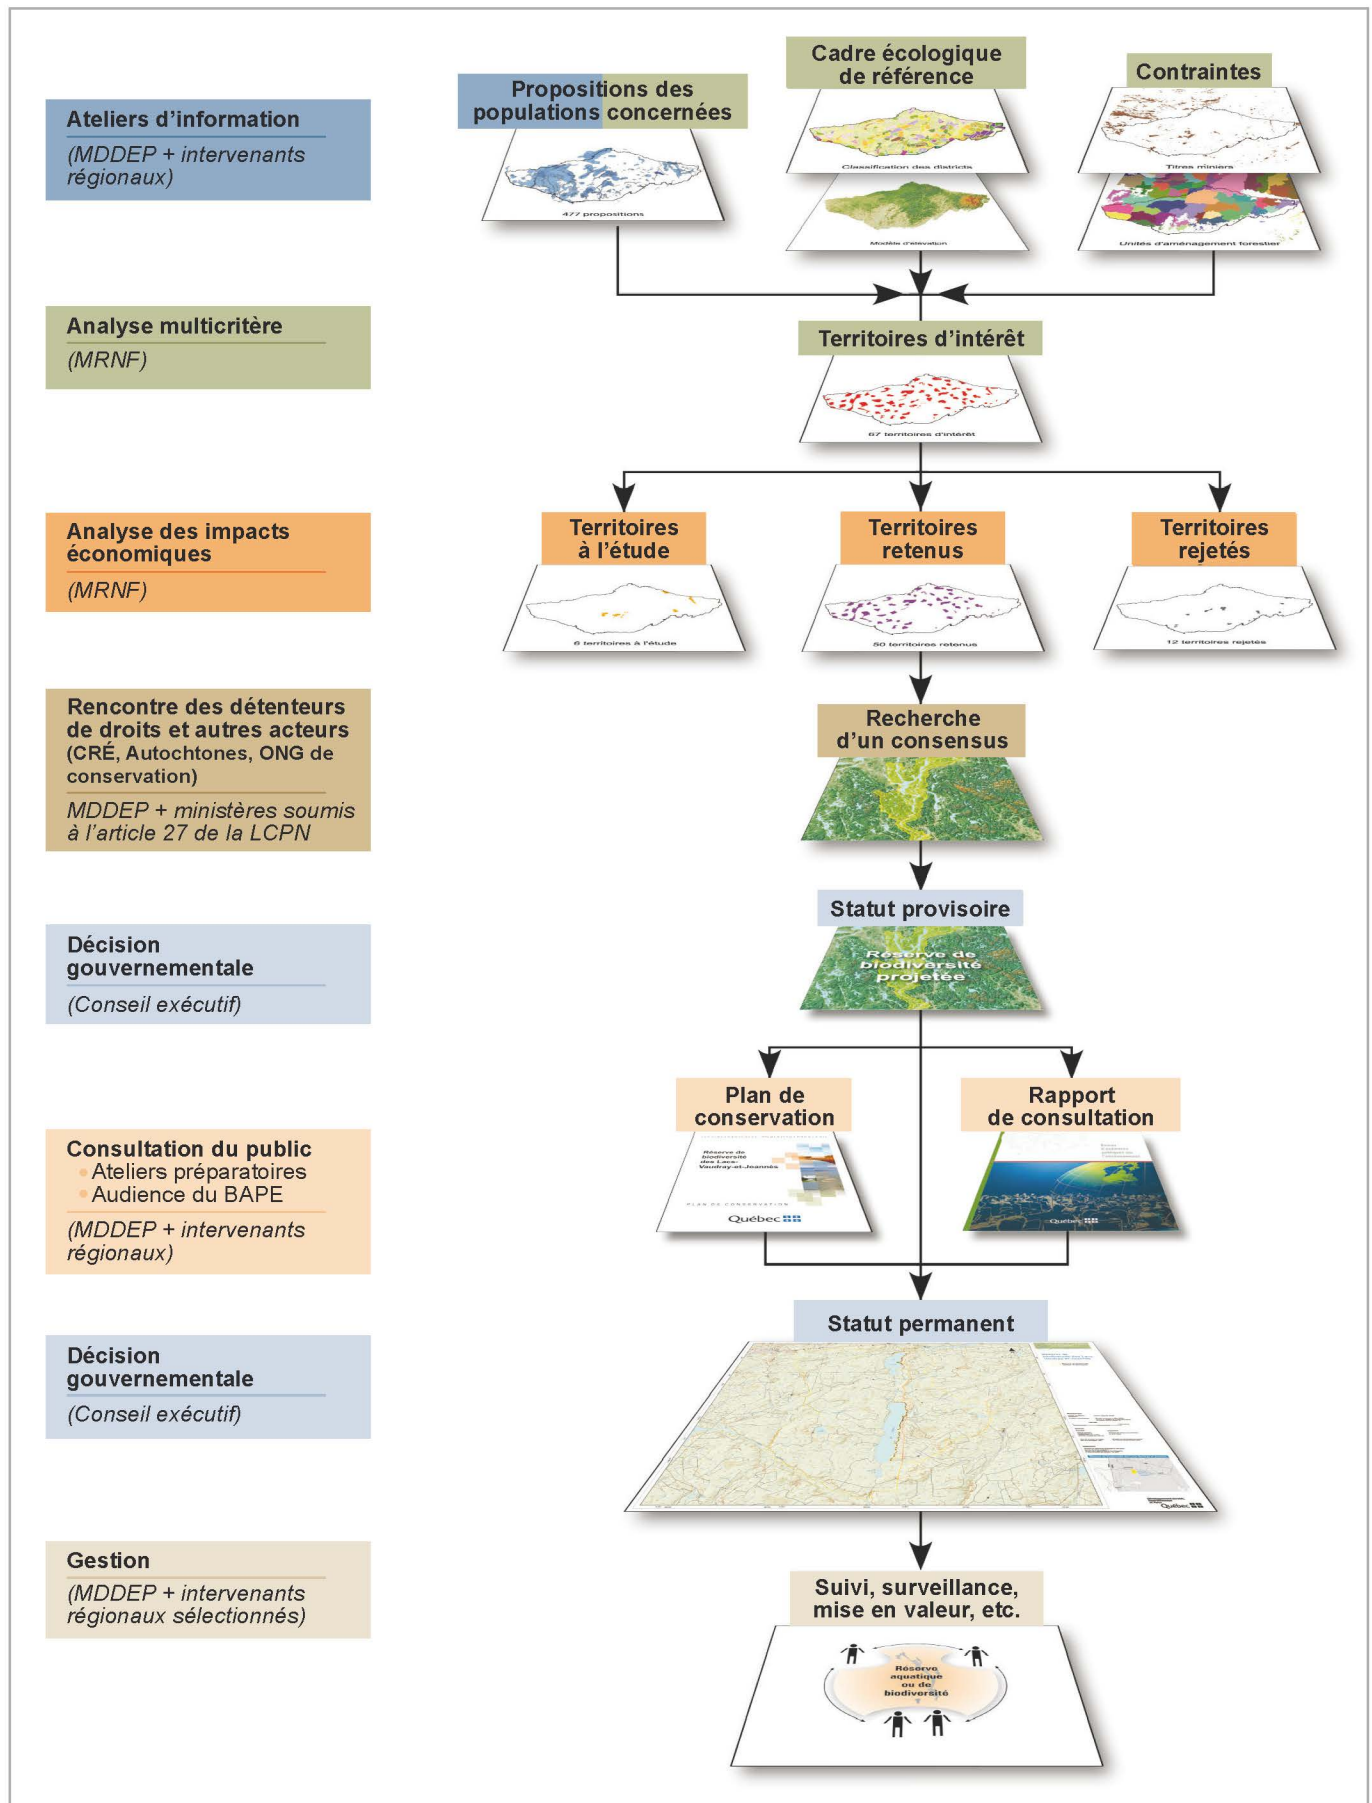 Ateliers d'information
(MDDEP + intervenants
régionaux)
Propositions des
populations concernées
477 propositions
Cadre écologique
de référence
Classification des districts
Modèle d'élévation
Contraintes
Titres miniers
Unités d'aménagement forestier
Analyse multicritère
(MRNF)
Territoires d'intérêt
67 territoires d'intérêt
Analyse des impacts
économiques
(MRNF)
Territoires
à l'étude
6 territoires à l'étude
Territoires
retenus
50 territoires retenus
Territoires
rejetés
12 territoires rejetés
Rencontre des détenteurs
de droits et autres acteurs
(CRÉ, Autochtones, ONG de
conservation)
MDDEP + ministères soumis
à l'article 27 de la LCPN
Recherche
d'un consensus
Décision
gouvernementale
(Conseil exécutif)
Statut provisoire
Réserve de
biodiversité
projetée
Consultation du public
• Ateliers préparatoires
• Audience du BAPE
(MDDEP + intervenants
régionaux)
Plan de
conservation
Réserve de
biodiversité
des Lacs-
Vaudray-et-Joannès
PLAN DE CONSERVATION
Québec
Rapport
de consultation
Québec
Décision
gouvernementale
(Conseil exécutif)
Statut permanent
Québec
Gestion
(MDDEP + intervenants
régionaux sélectionnés)
Suivi, surveillance,
mise en valeur, etc.
Réserve
aquatique
ou de
biodiversité